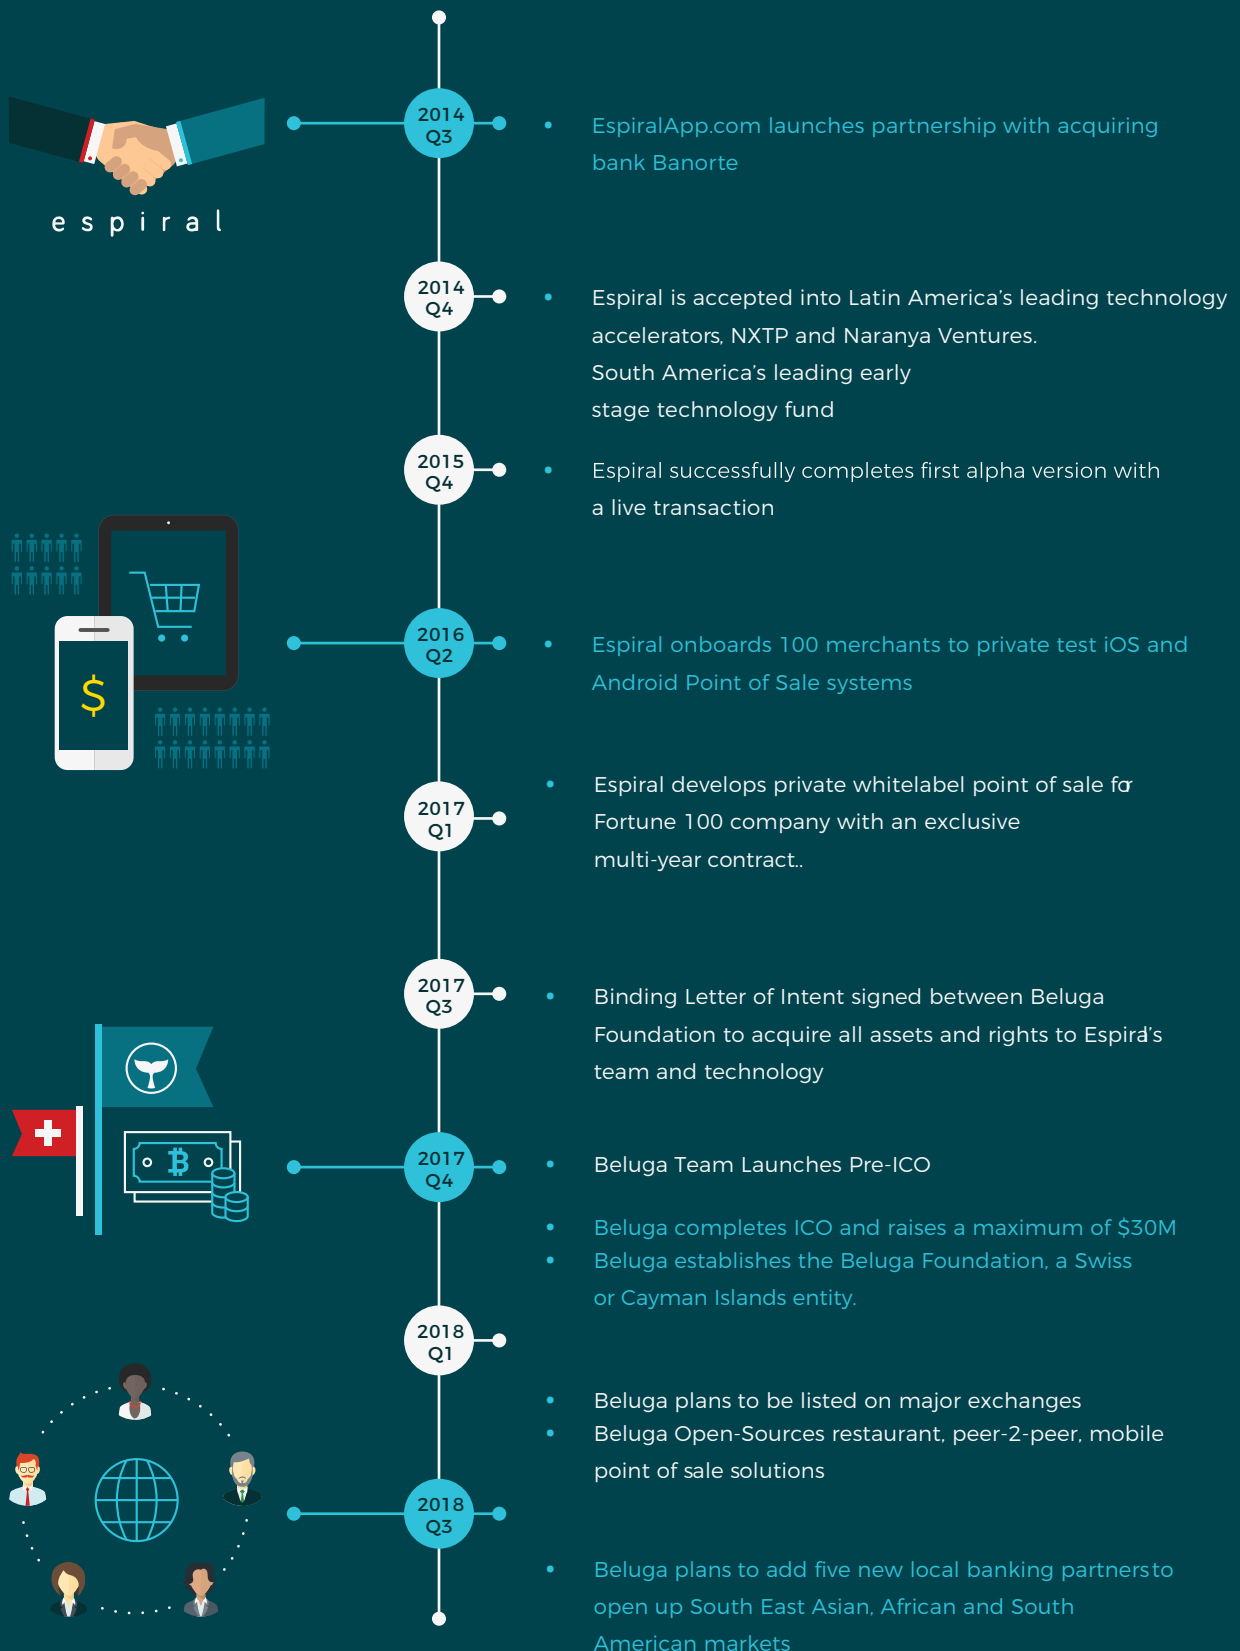 2014
Q3
• EspiralApp.com launches partnership with acquiring
bank Banorte
espiral
2014
Q4
• Espiral is accepted into Latin America’s leading technology
accelerators, NXTP and Naranya Ventures.
South America’s leading early
stage technology fund
2015
Q4
• Espiral successfully completes first alpha version with
a live transaction
$
2016
Q2
• Espiral onboards 100 merchants to private test iOS and
Android Point of Sale systems
2017
Q1
• Espiral develops private whitelabel point of sale for
Fortune 100 company with an exclusive
multi-year contract..
2017
Q3
• Binding Letter of Intent signed between Beluga
Foundation to acquire all assets and rights to Espiral’s
team and technology
2017
Q4
• Beluga Team Launches Pre-ICO
• Beluga completes ICO and raises a maximum of $30M
• Beluga establishes the Beluga Foundation, a Swiss
or Cayman Islands entity.
2018
Q1
• Beluga plans to be listed on major exchanges
• Beluga Open-Sources restaurant, peer-2-peer, mobile
point of sale solutions
2018
Q3
• Beluga plans to add five new local banking partners to
open up South East Asian, African and South
American markets